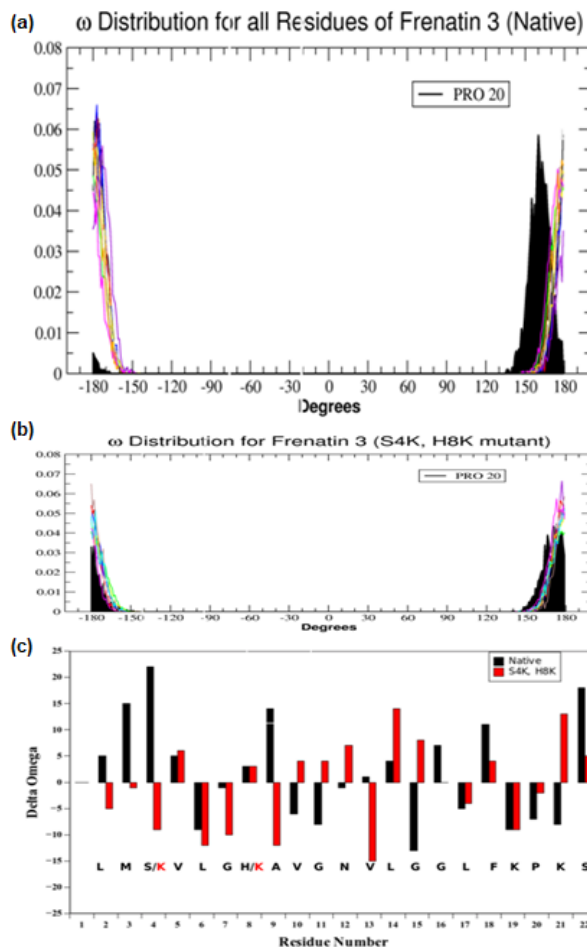 (a)
ω Distribution for all Residues of Frenatin 3 (Native)
0.08
0.07
PRO 20
0.06
0.05
0.04
0.03
0.02
0.01
0
-180 -150 -120 -90 -60 -30 0 30 60 90 120 150 180
Degrees
(b)
ω Distribution for Frenatin 3 (S4K, H8K mutant)
0.08
0.07
PRO 20
0.06
0.05
0.04
0.03
0.02
0.01
0
-180 -150 -120 -90 -60 -30 0 30 60 90 120 150 180
Degrees
(c)
25
Native
S4K, H8K
20
15
10
5
0
-5
-10
-15
-20
-25
Delta Omega
L M S/K V L G H/K A V G N V L G G L F K P K S
1 2 3 4 5 6 7 8 9 10 11 12 13 14 15 16 17 18 19 20 21 22
Residue Number